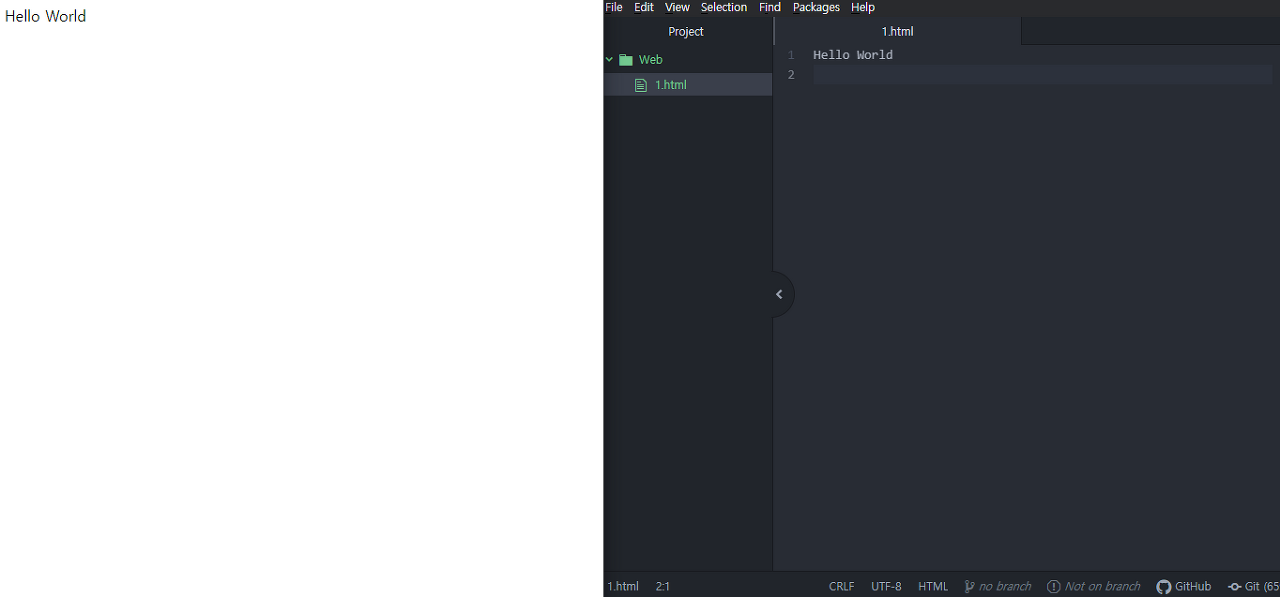 Hello World
File Edit View Selection Find Packages Help
Project
1.html
Web
1.html
1 Hello World
2
1.html 2:1 CRLF UTF-8 HTML no branch Not on branch GitHub Git (65